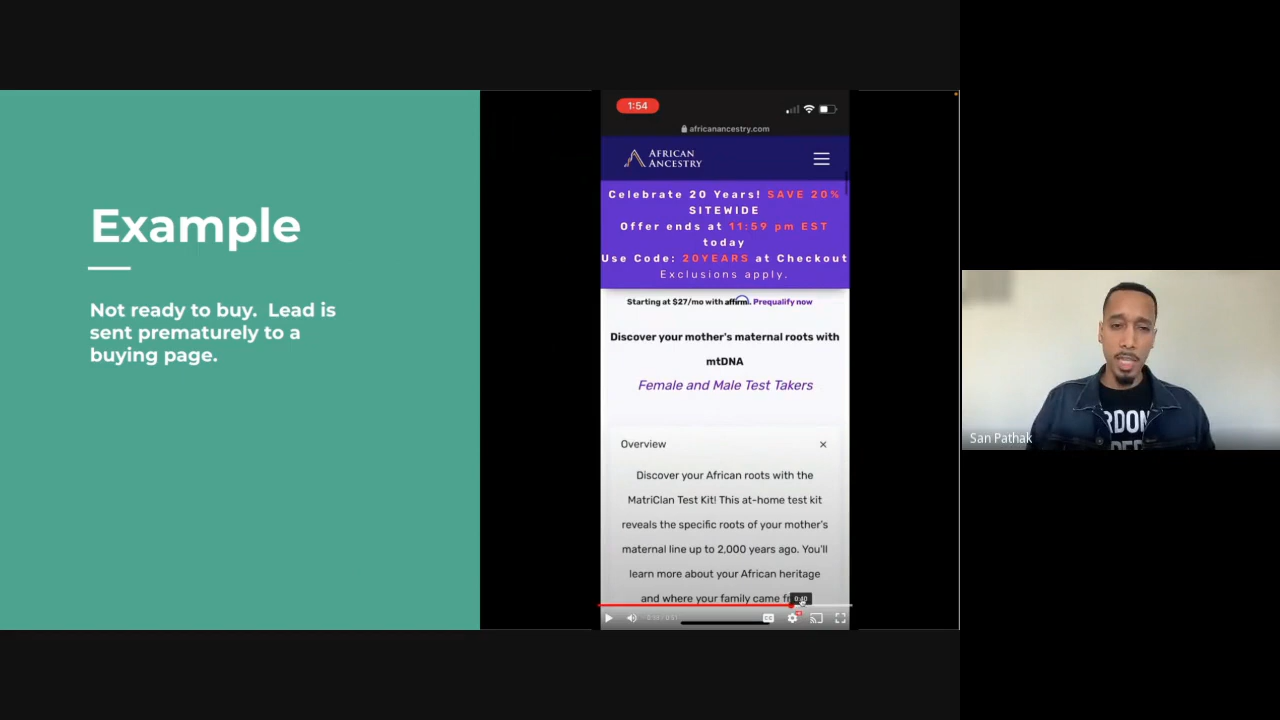 Example
Not ready to buy.  Lead is
sent prematurely to a
buying page.
1:54
africanancestry.com
AFRICAN
ANCESTRY
Celebrate 20 Years! SAVE 20%
SITEWIDE
Offer ends at 11:59 pm EST
today
Use Code: 20YEARS at Checkout
Exclusions apply.
Starting at $27/mo with affirm. Prequalify now
Discover your mother's maternal roots with
mtDNA
Female and Male Test Takers
Overview
Discover your African roots with the
MatriClan Test Kit! This at-home test kit
reveals the specific roots of your mother's
maternal line up to 2,000 years ago. You'll
learn more about your African heritage
and where your family came
0:40
San Pathak